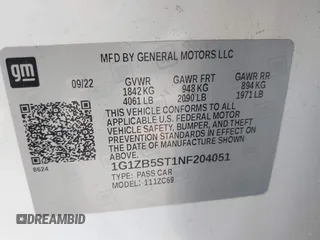 gm
MFD BY GENERAL MOTORS LLC
09/22 GVWR GAWR FRT GAWR RR
1842 KG 948 KG 894 KG
4061 LB 2090 LB 1971 LB
THIS VEHICLE CONFORMS TO ALL APPLICABLE
U.S. FEDERAL MOTOR VEHICLE SAFETY, BUMPER,
AND THEFT PREVENTION STANDARDS
IN EFFECT ON THE DATE OF MANUFACTURE
SHOWN ABOVE.
8624
1G1ZB5ST1NF204051
TYPE: PASS CAR
MODEL: 111ZC69